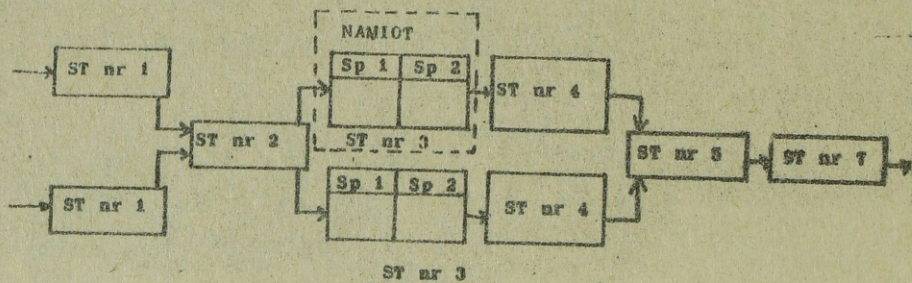 NAMIOT
ST nr 1
Sp 1 Sp 2
ST nr 4
ST nr 3
ST nr 2
ST nr 5
ST nr 7
ST nr 1
Sp 1 Sp 2
ST nr 4
ST nr 3